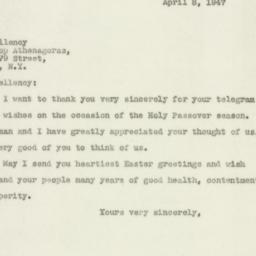 April 8, 1947
llency
op Athenagoras,
79 Street,
, N.Y.
ellency:
I want to thank you very sincerely for your telegram
wishes on the occasion of the Holy Passover season.
man and I have greatly appreciated your thought of us.
ery good of you to think of us.
May I send you heartiest Easter greetings and wish
and your people many years of good health, contentment
perity.
Yours very sincerely,